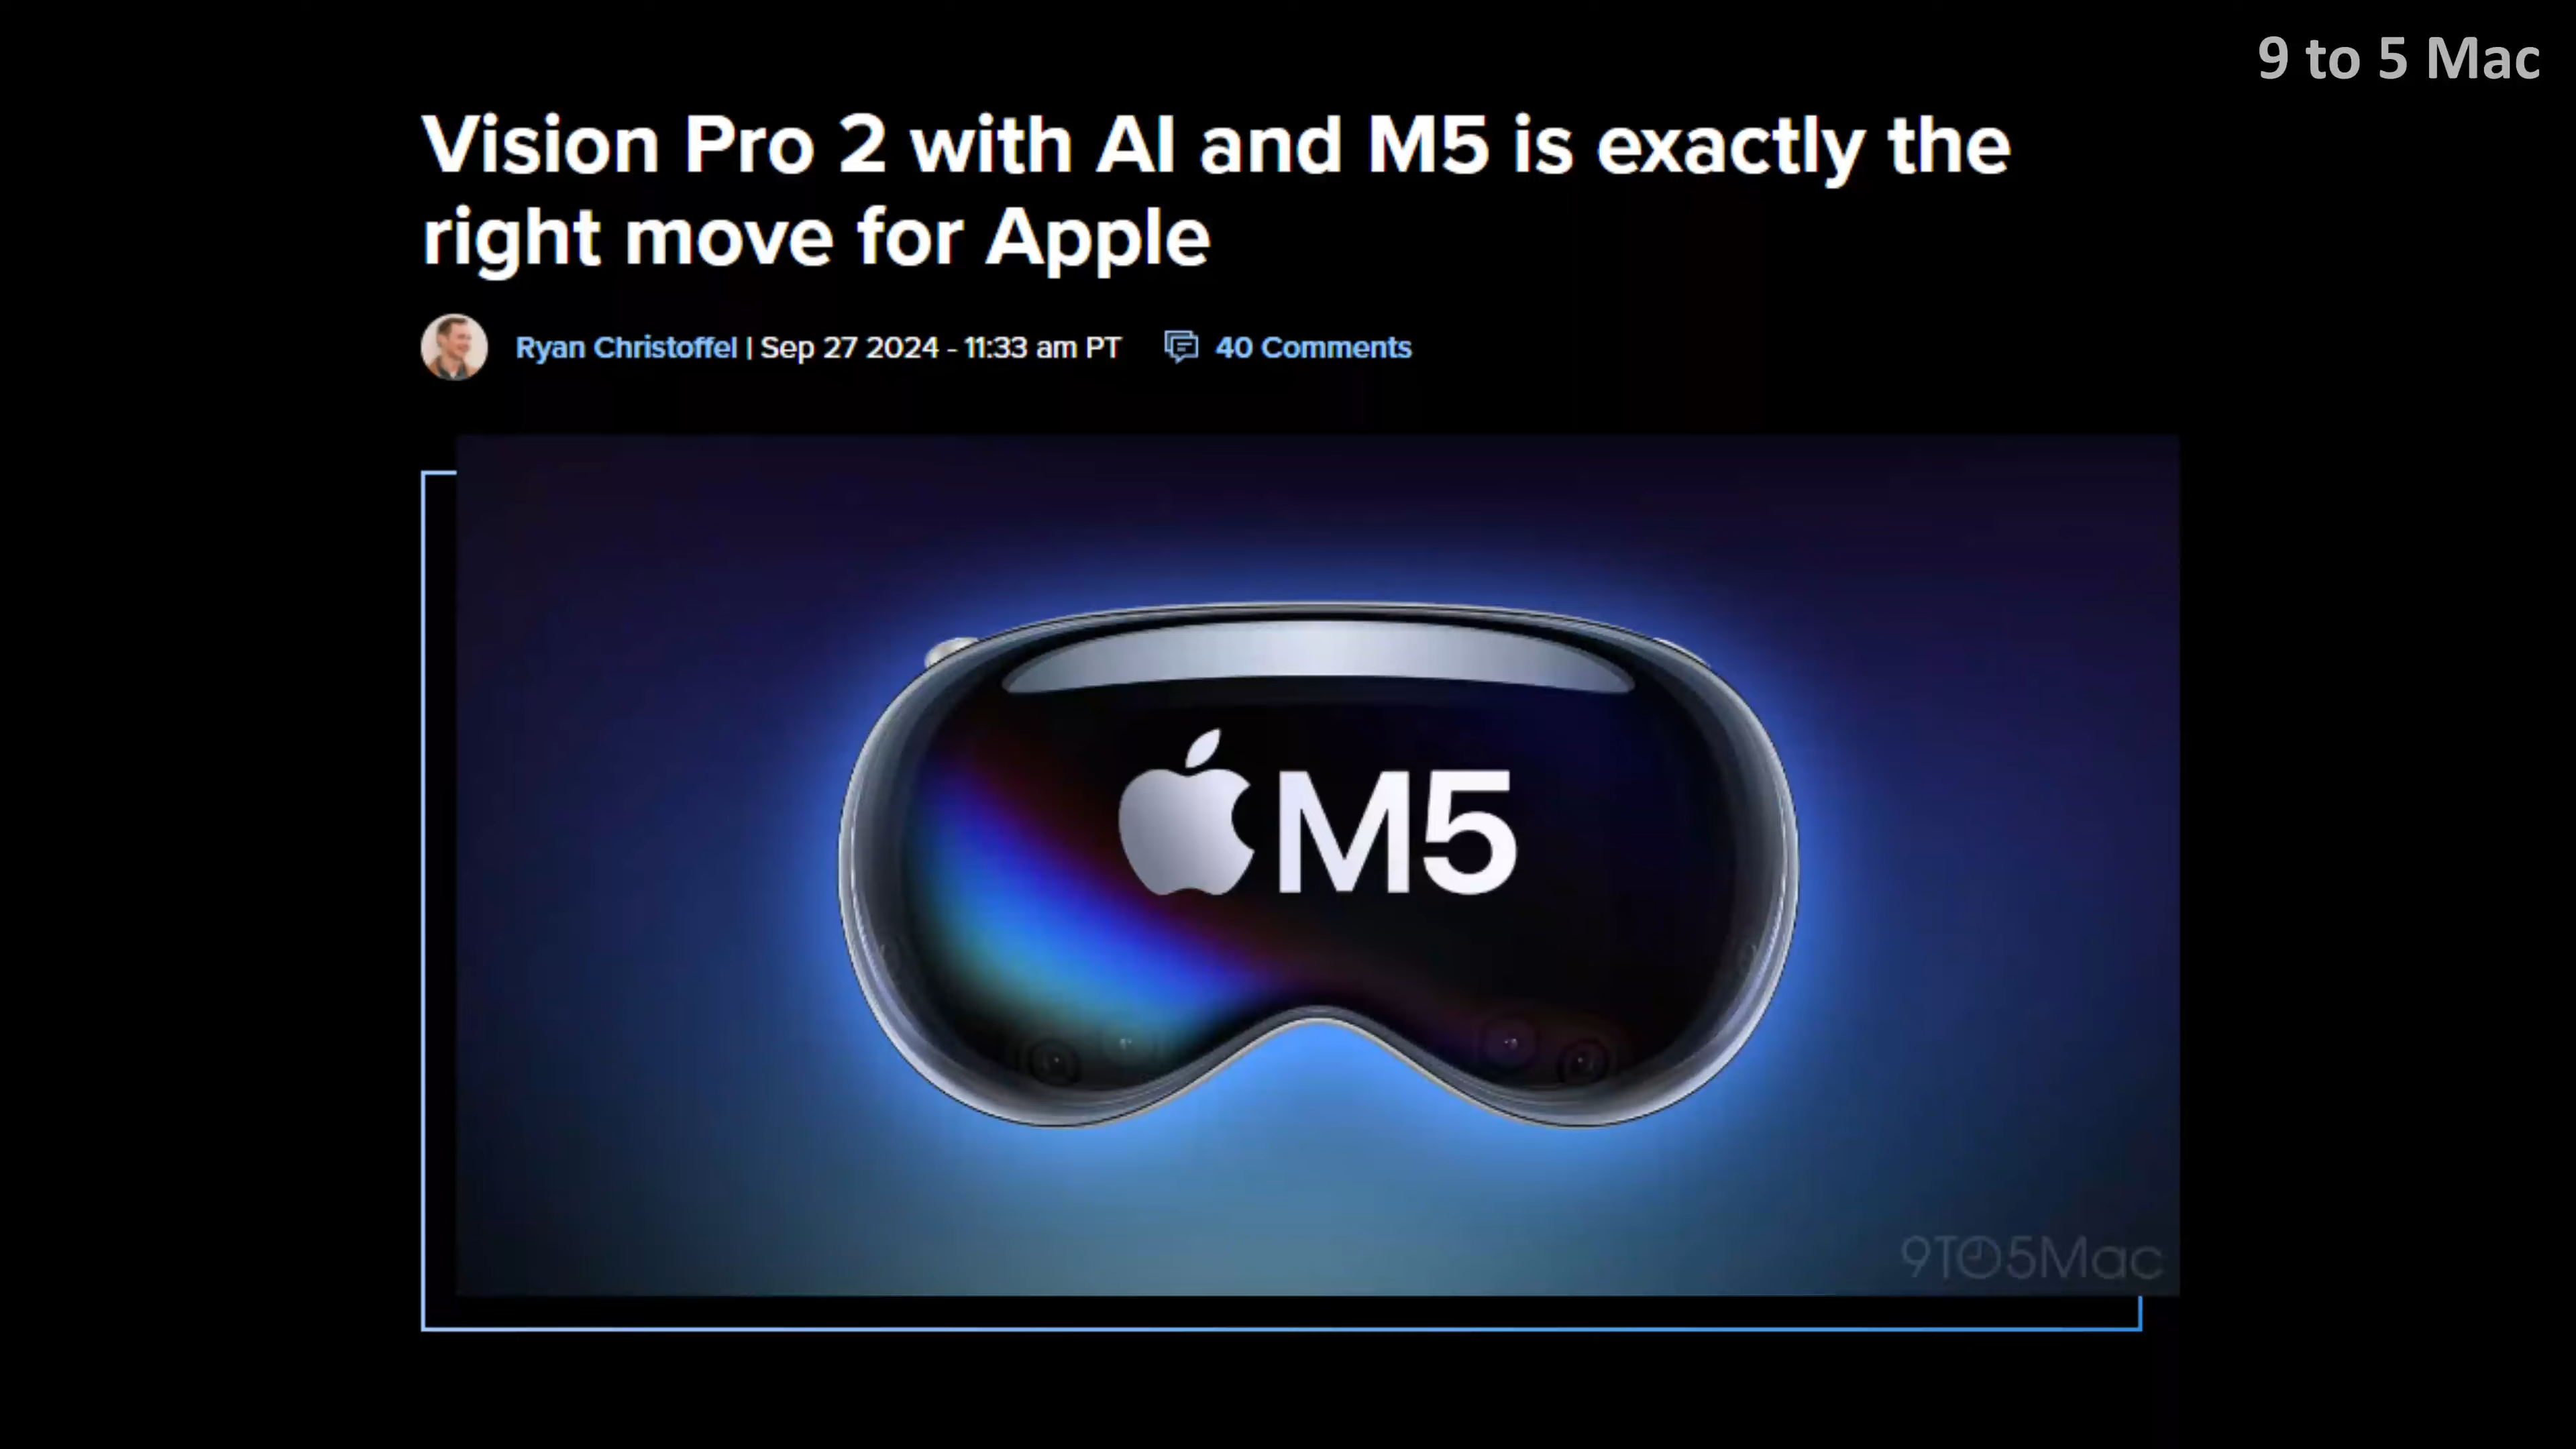 9 to 5 Mac
Vision Pro 2 with AI and M5 is exactly the
right move for Apple
Ryan Christoffel | Sep 27 2024 - 11:33 am PT 40 Comments
M5
9TO5Mac